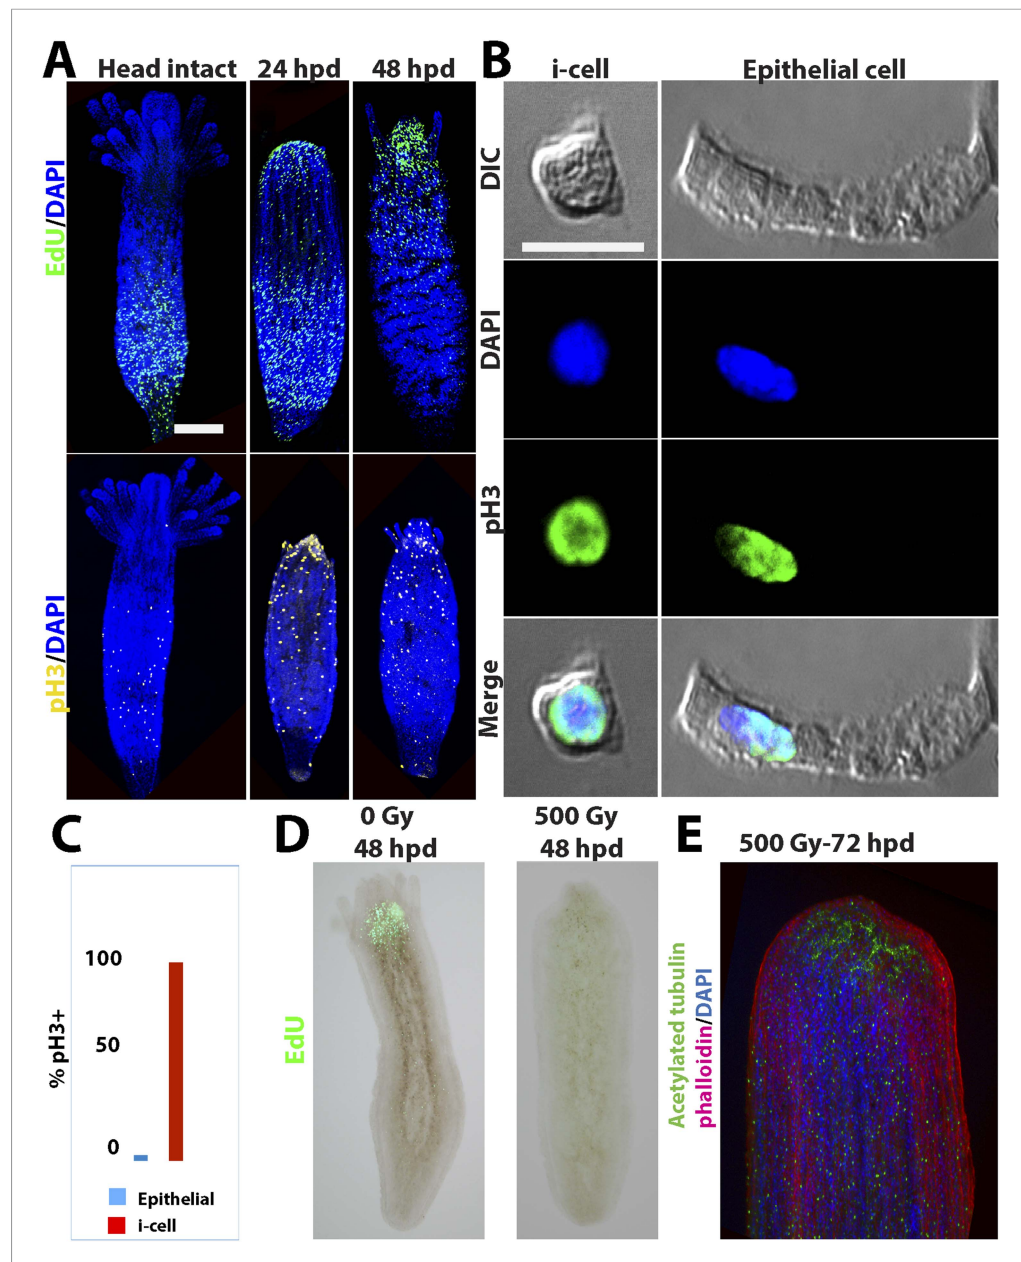 A
Head intact
24 hpd
48 hpd
EdU/DAPI
pH3/DAPI
B
i-cell
Epithelial cell
DIC
DAPI
pH3
Merge
C
% pH3+
100
50
0
Epithelial
i-cell
D
0 Gy
48 hpd
500 Gy
48 hpd
EdU
E
500 Gy-72 hpd
Acetylated tubulin
phalloidin/DAPI